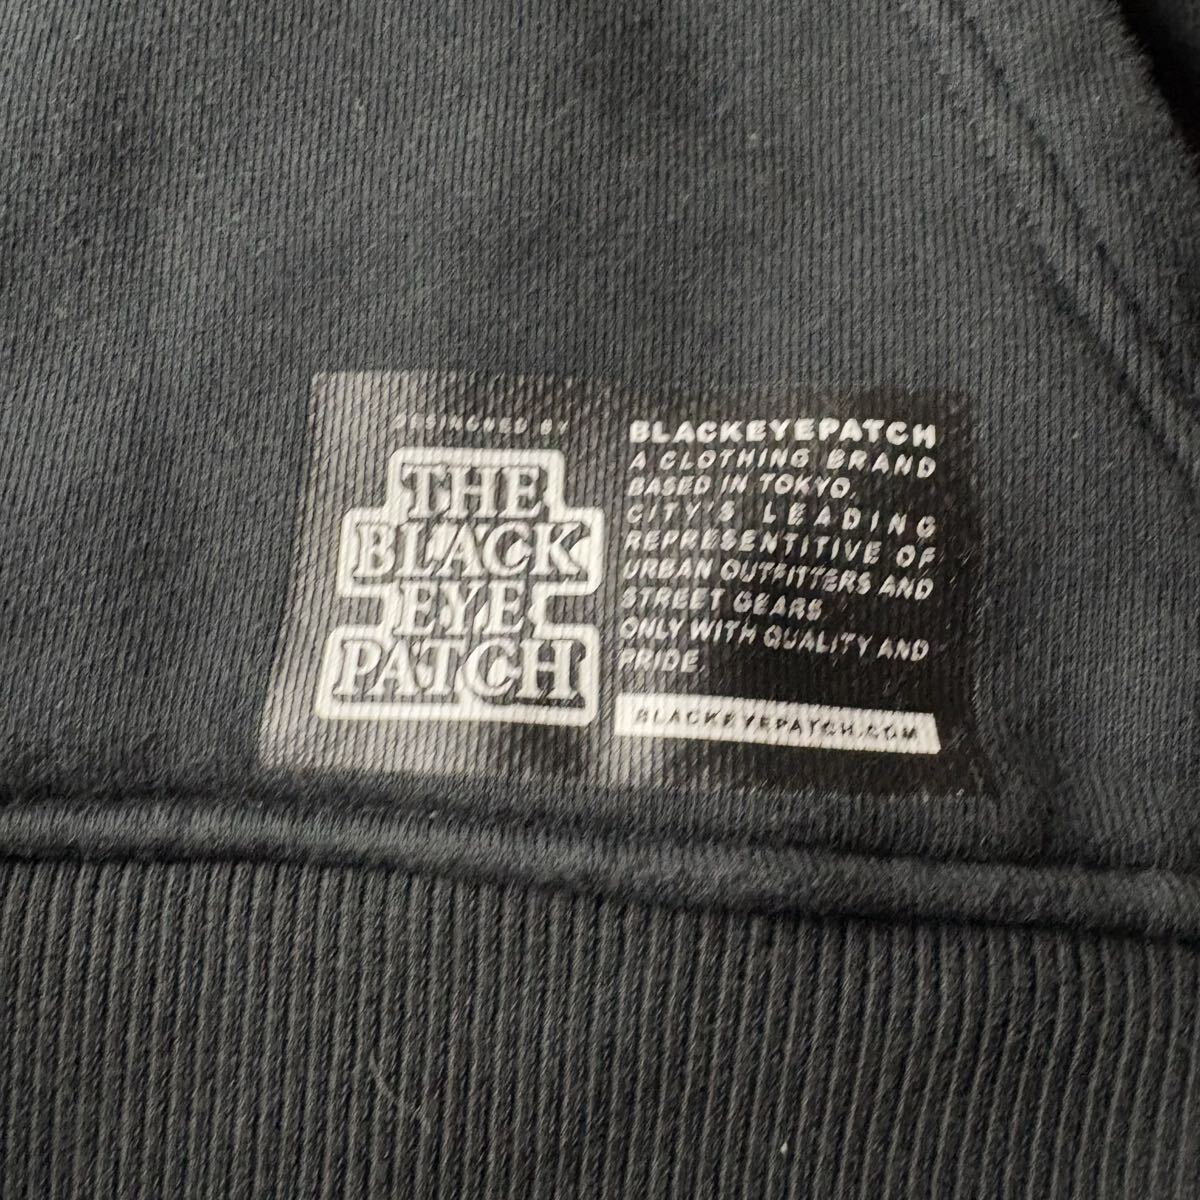 DESINGNED BY
THE
BLACK
EYE
PATCH
BLACKEYEPATCH
A CLOTHING BRAND
BASED IN TOKYO,
CITY'S LEADING
REPRESENTITIVE OF
URBAN OUTFITTERS AND
STREET GEARS
ONLY WITH QUALITY AND
PRIDE.
BLACKEYEPATCH.COM